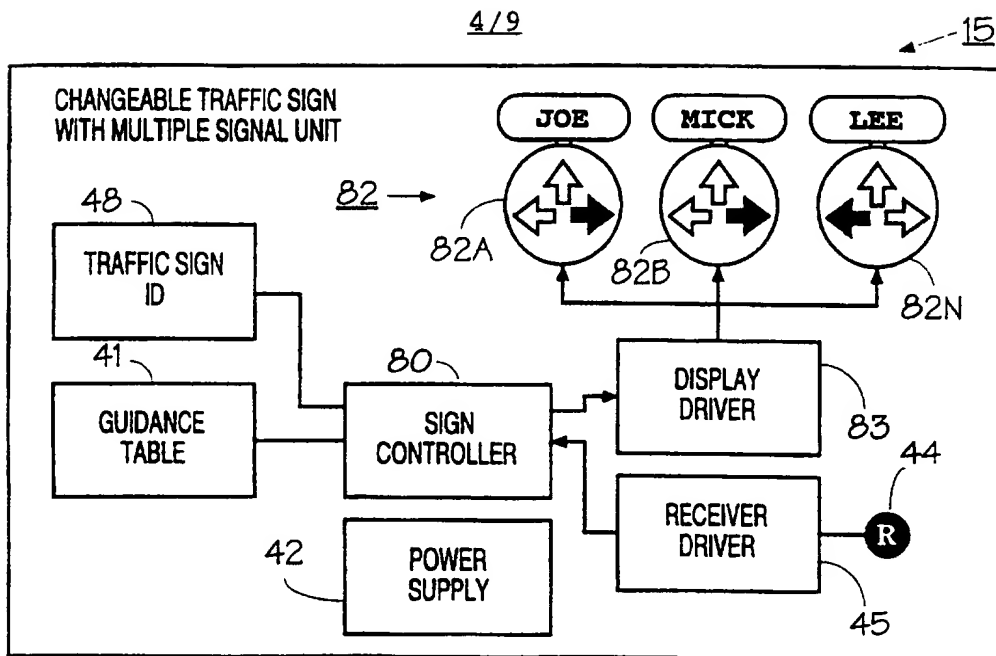 4/9
15
CHANGEABLE TRAFFIC SIGN
WITH MULTIPLE SIGNAL UNIT
JOE
MICK
LEE
82
82A
82B
82N
48
TRAFFIC SIGN
ID
41
GUIDANCE
TABLE
80
SIGN
CONTROLLER
DISPLAY
DRIVER
83
44
R
RECEIVER
DRIVER
45
42
POWER
SUPPLY